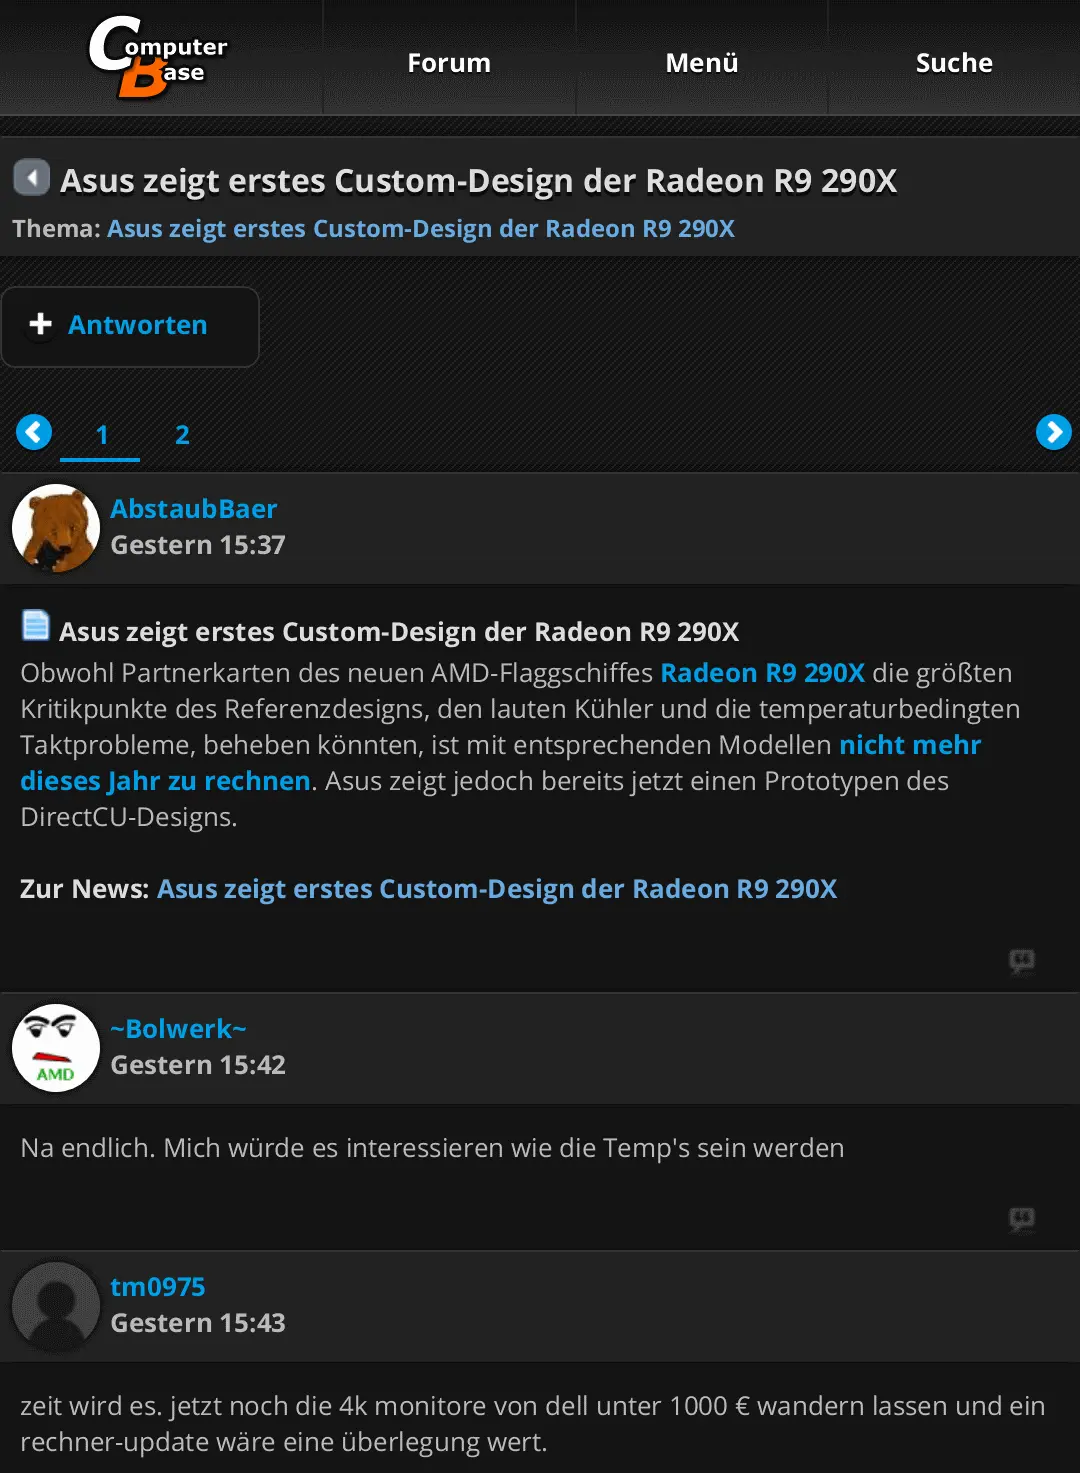 Computer
Base
Forum
Menü
Suche
Asus zeigt erstes Custom-Design der Radeon R9 290X
Thema: Asus zeigt erstes Custom-Design der Radeon R9 290X
Antworten
1
2
AbstaubBaer
Gestern 15:37
Asus zeigt erstes Custom-Design der Radeon R9 290X
Obwohl Partnerkarten des neuen AMD-Flaggschiffes Radeon R9 290X die größten
Kritikpunkte des Referenzdesigns, den lauten Kühler und die temperaturbedingten
Taktprobleme, beheben könnten, ist mit entsprechenden Modellen nicht mehr
dieses Jahr zu rechnen. Asus zeigt jedoch bereits jetzt einen Prototypen des
DirectCU-Designs.
Zur News: Asus zeigt erstes Custom-Design der Radeon R9 290X
~Bolwerk~
Gestern 15:42
AMD
Na endlich. Mich würde es interessieren wie die Temp's sein werden
tm0975
Gestern 15:43
zeit wird es. jetzt noch die 4k monitore von dell unter 1000 € wandern lassen und ein
rechner-update wäre eine überlegung wert.